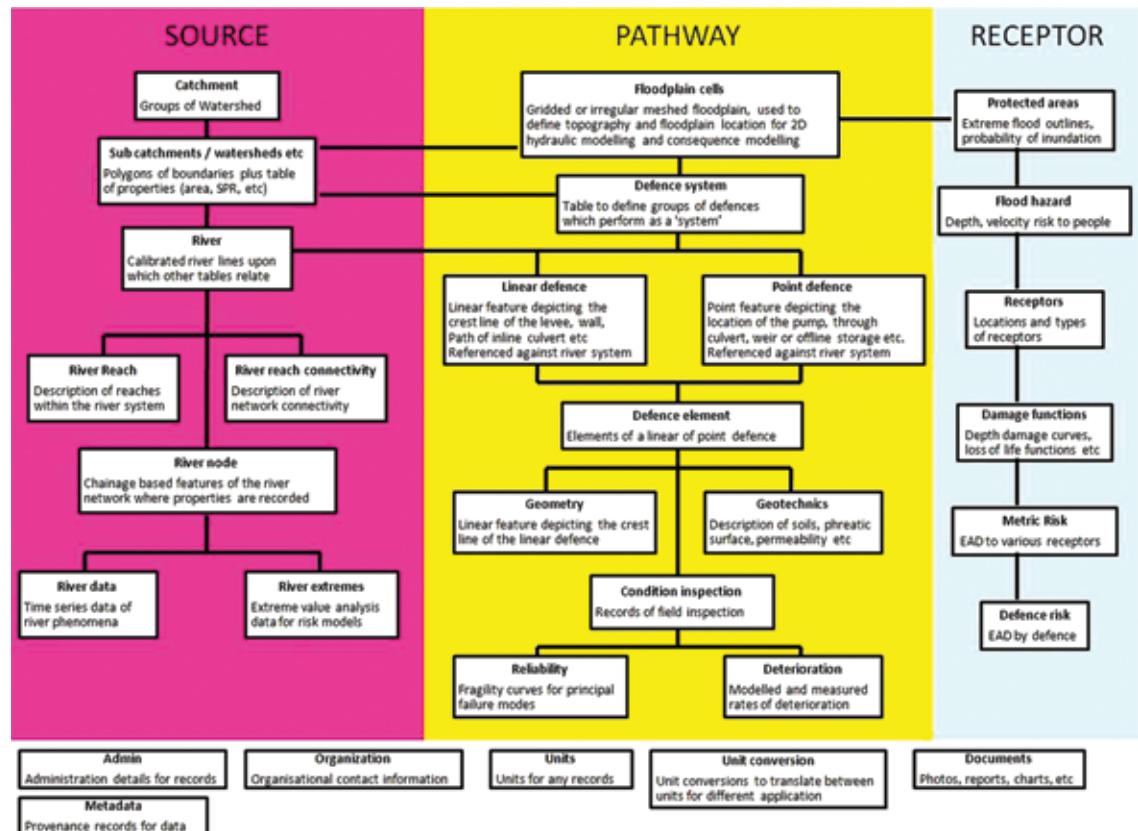 SOURCE
Catchment
Groups of Watershed
Sub catchments / watersheds etc
Polygons of boundaries plus table
of properties (area, SPR, etc)
River
Calibrated river lines upon
which other tables relate
River Reach
Description of reaches
within the river system
River reach connectivity
Description of river
network connectivity
River node
Chainage based features of the river
network where properties are recorded
River data
Time series data of
river phenomena
River extremes
Extreme value analysis
data for risk models
PATHWAY
Floodplain cells
Gridded or irregular meshed floodplain, used to
define topography and floodplain location for 2D
hydraulic modelling and consequence modelling
Defence system
Table to define groups of defences
which perform as a 'system'
Linear defence
Linear feature depicting the
crest line of the levee, wall,
Path of inline culvert etc
Referenced against river system
Point defence
Point feature depicting the
location of the pump, through
culvert, weir or offline storage etc.
Referenced against river system
Defence element
Elements of a linear of point defence
Geometry
Linear feature depicting the crest
line of the linear defence
Geotechnics
Description of soils, phreatic
surface, permeability etc
Condition inspection
Records of field inspection
Reliability
Fragility curves for principal
failure modes
Deterioration
Modelled and measured
rates of deterioration
RECEPTOR
Protected areas
Extreme flood outlines,
probability of inundation
Flood hazard
Depth, velocity risk to people
Receptors
Locations and types
of receptors
Damage functions
Depth damage curves,
loss of life functions etc
Metric Risk
EAD to various receptors
Defence risk
EAD by defence
Admin
Administration details for records
Organization
Organisational contact information
Units
Units for any records
Unit conversion
Unit conversions to translate between
units for different application
Documents
Photos, reports, charts, etc
Metadata
Provenance records for data